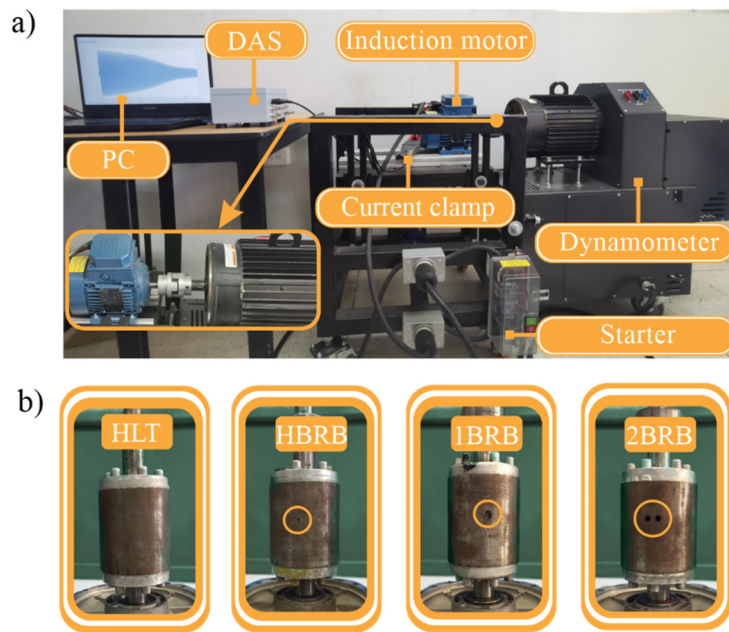 a)
DAS
Induction motor
PC
Current clamp
Dynamometer
Starter
b)
HLT
HBRB
1BRB
2BRB